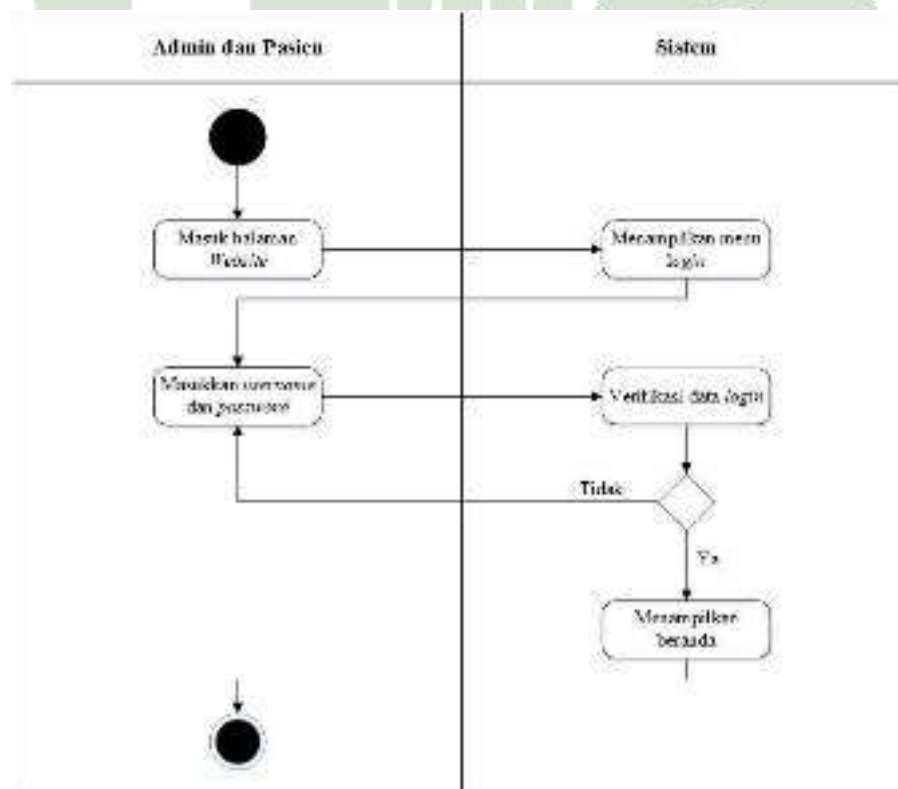 Admin dan Pasien
Sistem
Masuk halaman
Website
Menampilkan menu
login
Masukkan username
dan password
Verifikasi data login
Tidak
Ya
Menampilkan
beranda